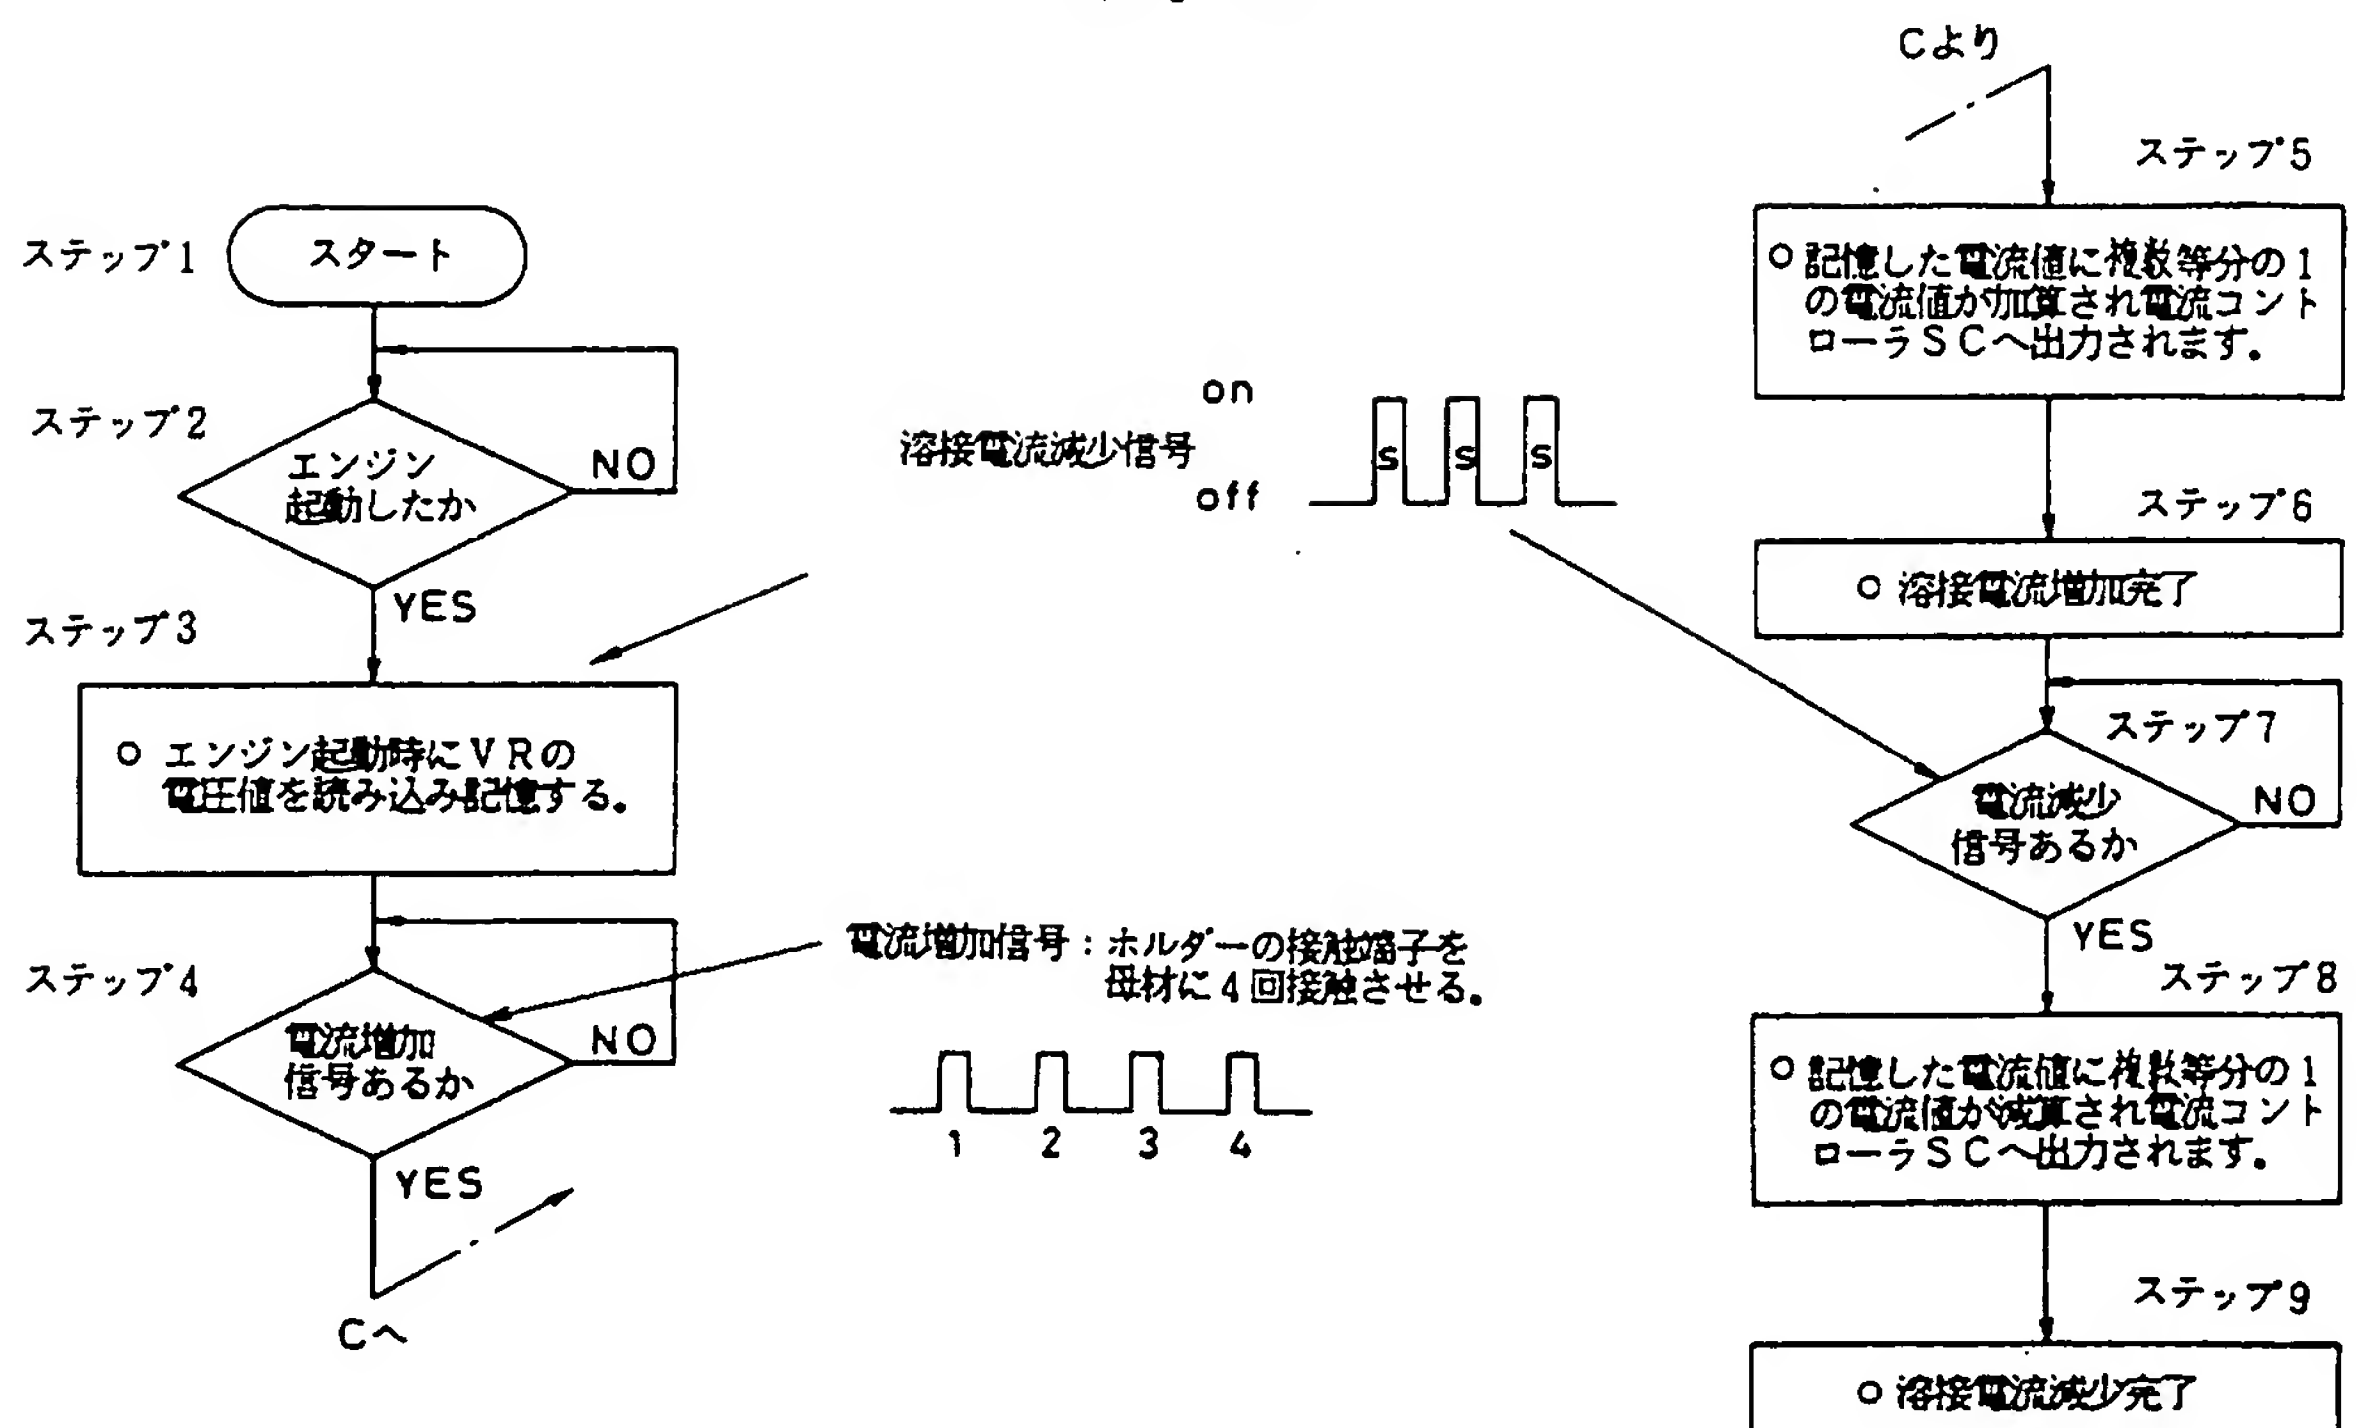 ステップ1
スタート
ステップ2
エンジン
起動したか
NO
YES
ステップ3
○ エンジン起動時にVRの
電圧値を読み込み記憶する。
ステップ4
電流増加
信号あるか
NO
YES
Cへ
溶接電流減少信号
on
off
S S S
電流増加信号：ホルダーの接触端子を
母材に4回接触させる。
1 2 3 4
Cより
ステップ5
○ 記憶した電流値に複数等分の1
の電流値が加算され電流コント
ローラSCへ出力されます。
ステップ6
○ 溶接電流増加完了
ステップ7
電流減少
信号あるか
NO
YES
ステップ8
○ 記憶した電流値に複数等分の1
の電流値が減算され電流コント
ローラSCへ出力されます。
ステップ9
○ 溶接電流減少完了